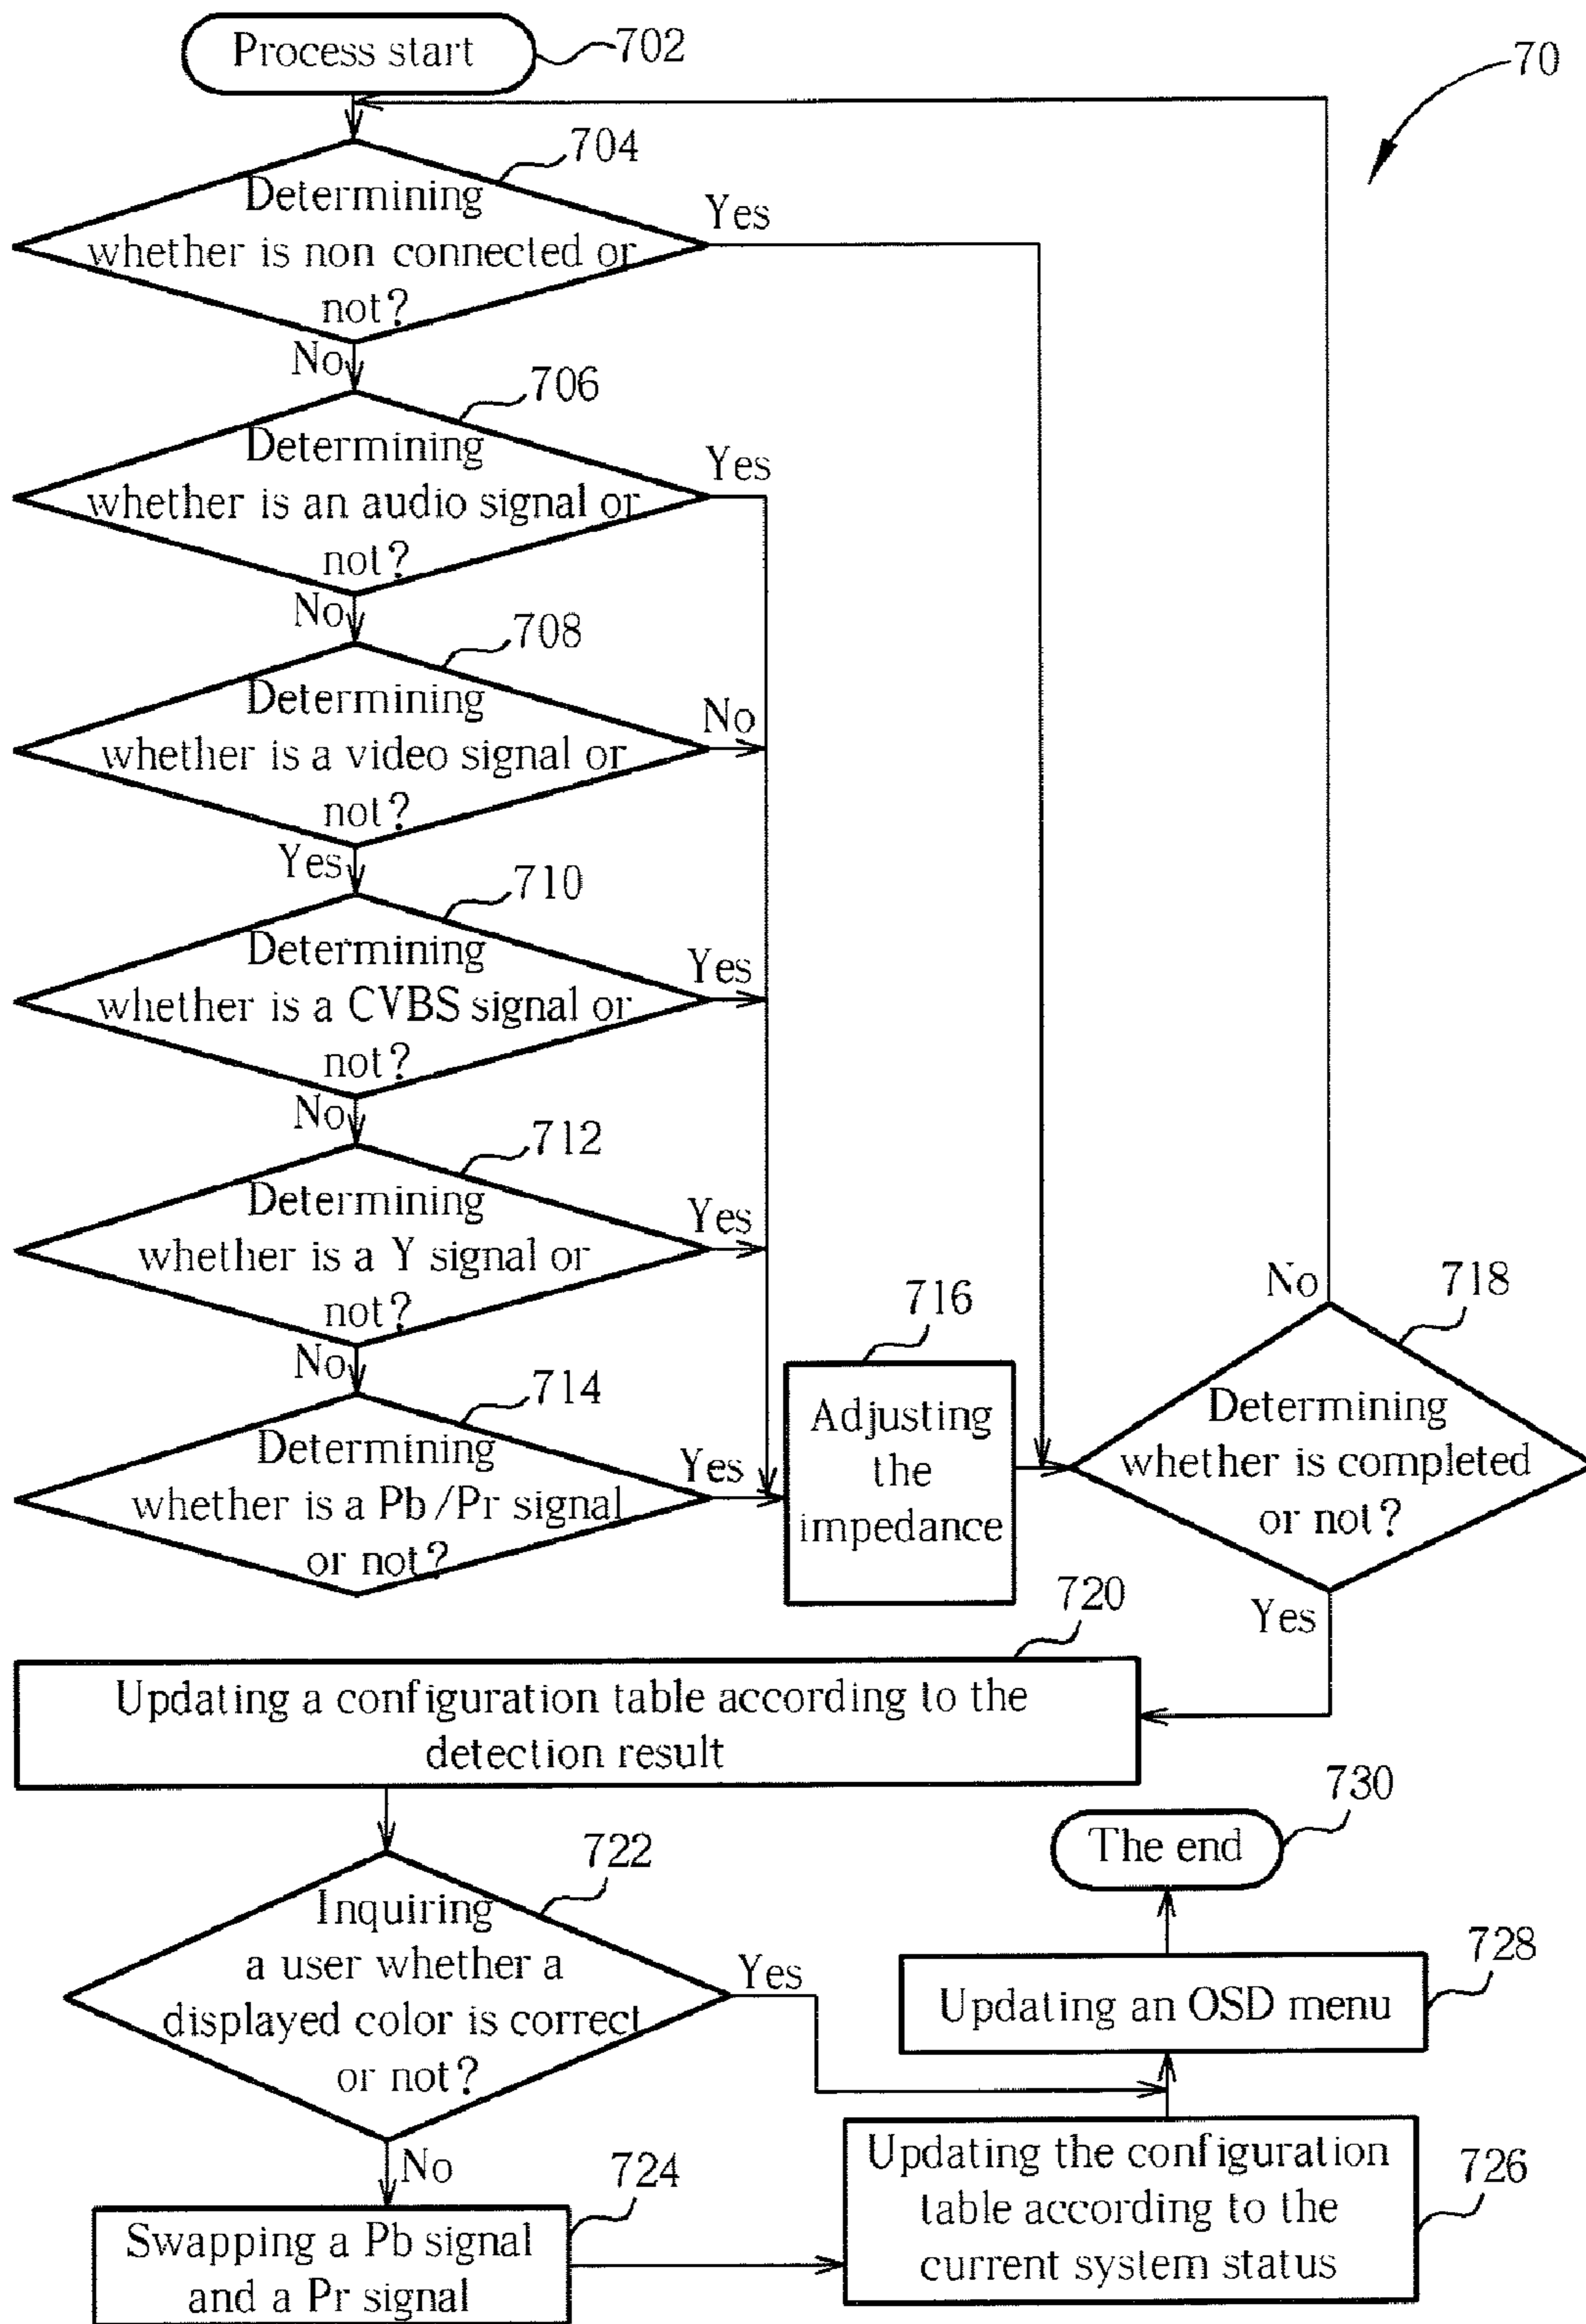 Process start
702
70
704
Determining
whether is non connected or
not?
Yes
No
706
Determining
whether is an audio signal or
not?
Yes
No
708
Determining
whether is a video signal or
not?
No
Yes
710
Determining
whether is a CVBS signal or
not?
Yes
No
712
Determining
whether is a Y signal or
not?
Yes
No
714
Determining
whether is a Pb/Pr signal
or not?
Yes
716
Adjusting
the
impedance
718
Determining
whether is completed
or not?
No
Yes
720
Updating a configuration table according to the
detection result
722
Inquiring
a user whether a
displayed color is correct
or not?
Yes
No
724
Swapping a Pb signal
and a Pr signal
726
Updating the configuration
table according to the
current system status
728
Updating an OSD menu
730
The end